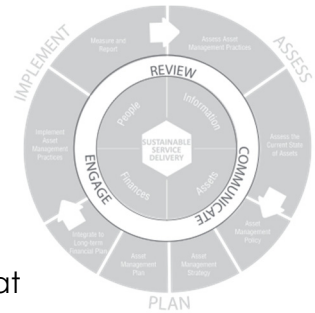 IMPLEMENT
ASSESS
PLAN
Measure and
Report
Assess Asset
Management Practices
Assess the
Current State
of Assets
Asset
Management
Policy
Asset
Management
Strategy
Asset
Management
Plan
Integrate to
Long-term
Financial Plan
Implement
Asset
Management
Practices
REVIEW
COMMUNICATE
ENGAGE
People
Information
Assets
Finances
SUSTAINABLE
SERVICE
DELIVERY
at